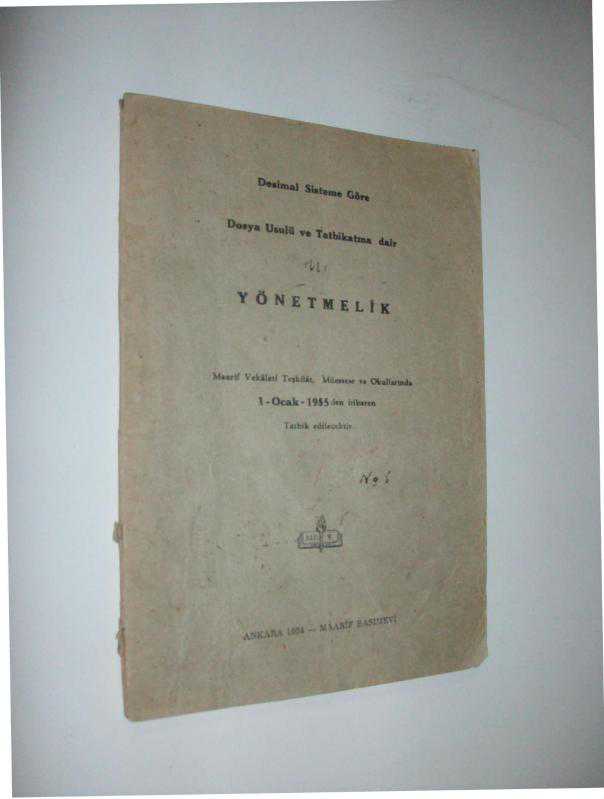 Desimal Sisteme Göre
Dosya Usulü ve Tatbikatına dair
YÖNETMELİK
Maarif Vekâleti Teşkilât, Müessese ve Okullarında
1 - Ocak - 1955 den itibaren
Tatbik edilecektir.
No
ANKARA 1954 — MAARİF BASIMEVİ